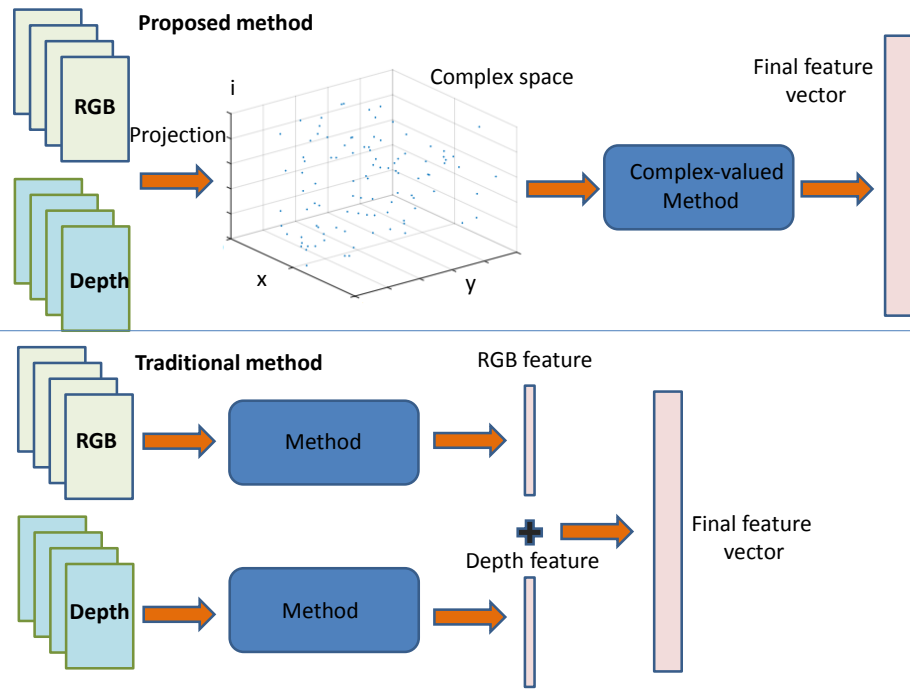 Proposed method
RGB
Depth
Projection
i
x
y
Complex space
Complex-valued
Method
Final feature
vector
Traditional method
RGB
Method
RGB feature
+
Depth
Method
Depth feature
Final feature
vector